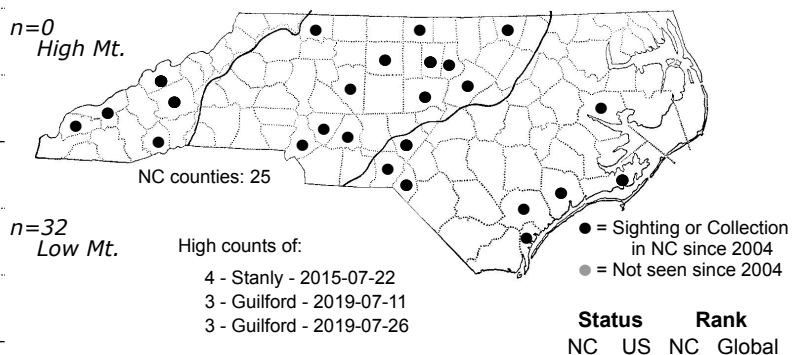 n=0
High Mt.
NC counties: 25
n=32
Low Mt.
High counts of:
4 - Stanly - 2015-07-22
3 - Guilford - 2019-07-11
3 - Guilford - 2019-07-26
● = Sighting or Collection
in NC since 2004
● = Not seen since 2004
Status Rank
NC US NC Global